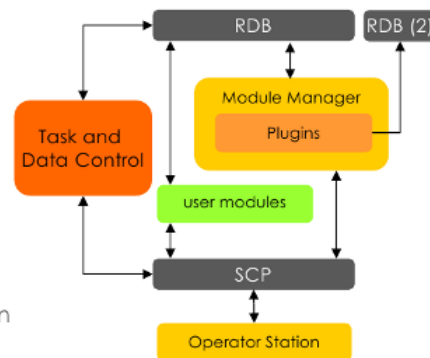 RDB
RDB (2)
Module Manager
Plugins
Task and
Data Control
user modules
SCP
n
Operator Station